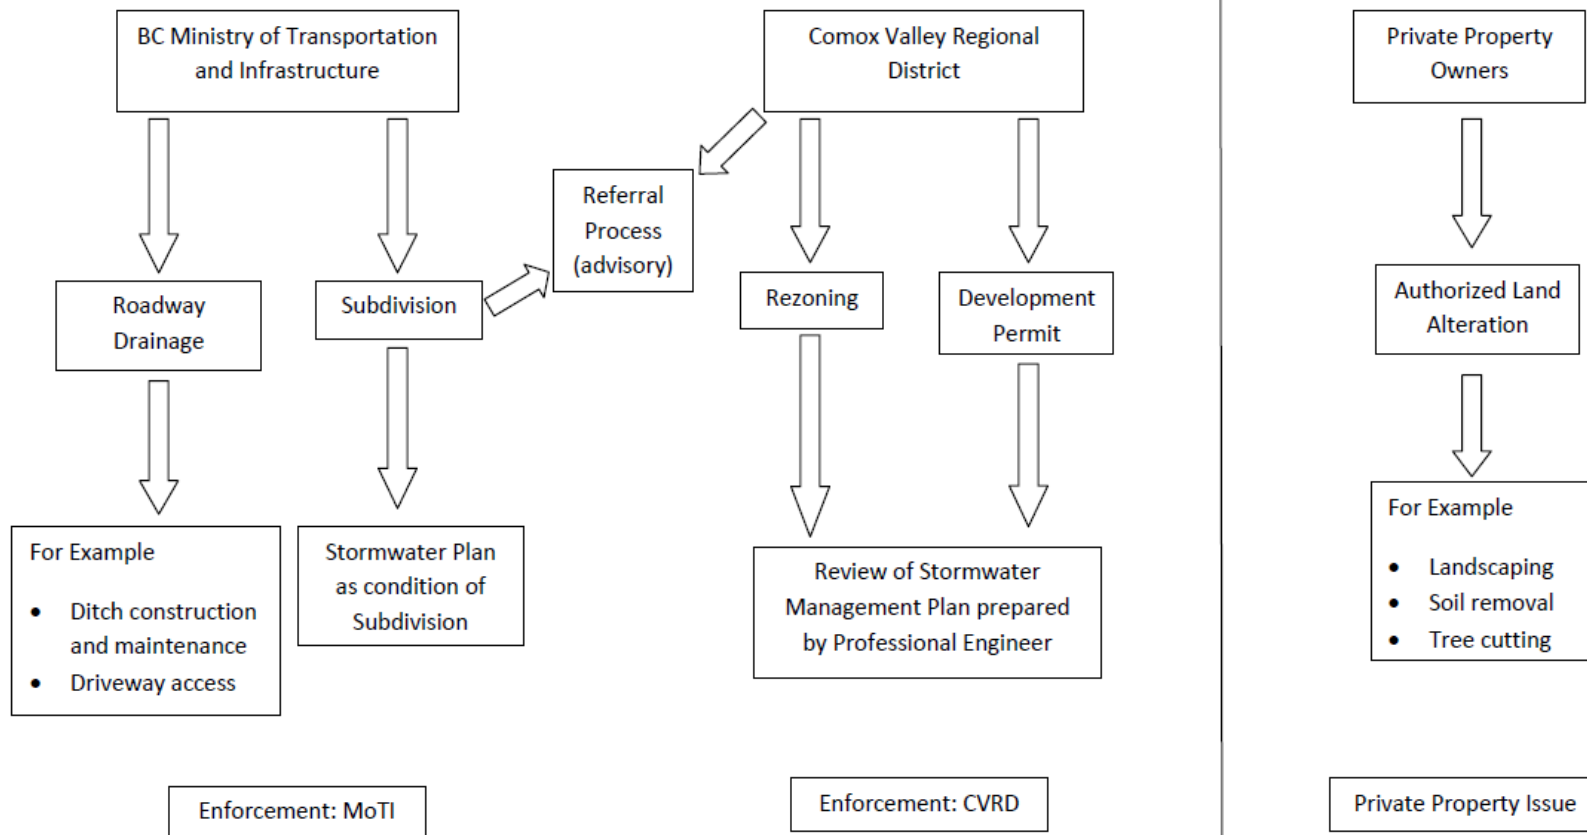 BC Ministry of Transportation
and Infrastructure
Comox Valley Regional
District
Private Property
Owners
Referral
Process
(advisory)
Roadway
Drainage
Subdivision
Rezoning
Development
Permit
Authorized Land
Alteration
For Example
• Ditch construction
and maintenance
• Driveway access
Stormwater Plan
as condition of
Subdivision
Review of Stormwater
Management Plan prepared
by Professional Engineer
For Example
• Landscaping
• Soil removal
• Tree cutting
Enforcement: MoTI
Enforcement: CVRD
Private Property Issue